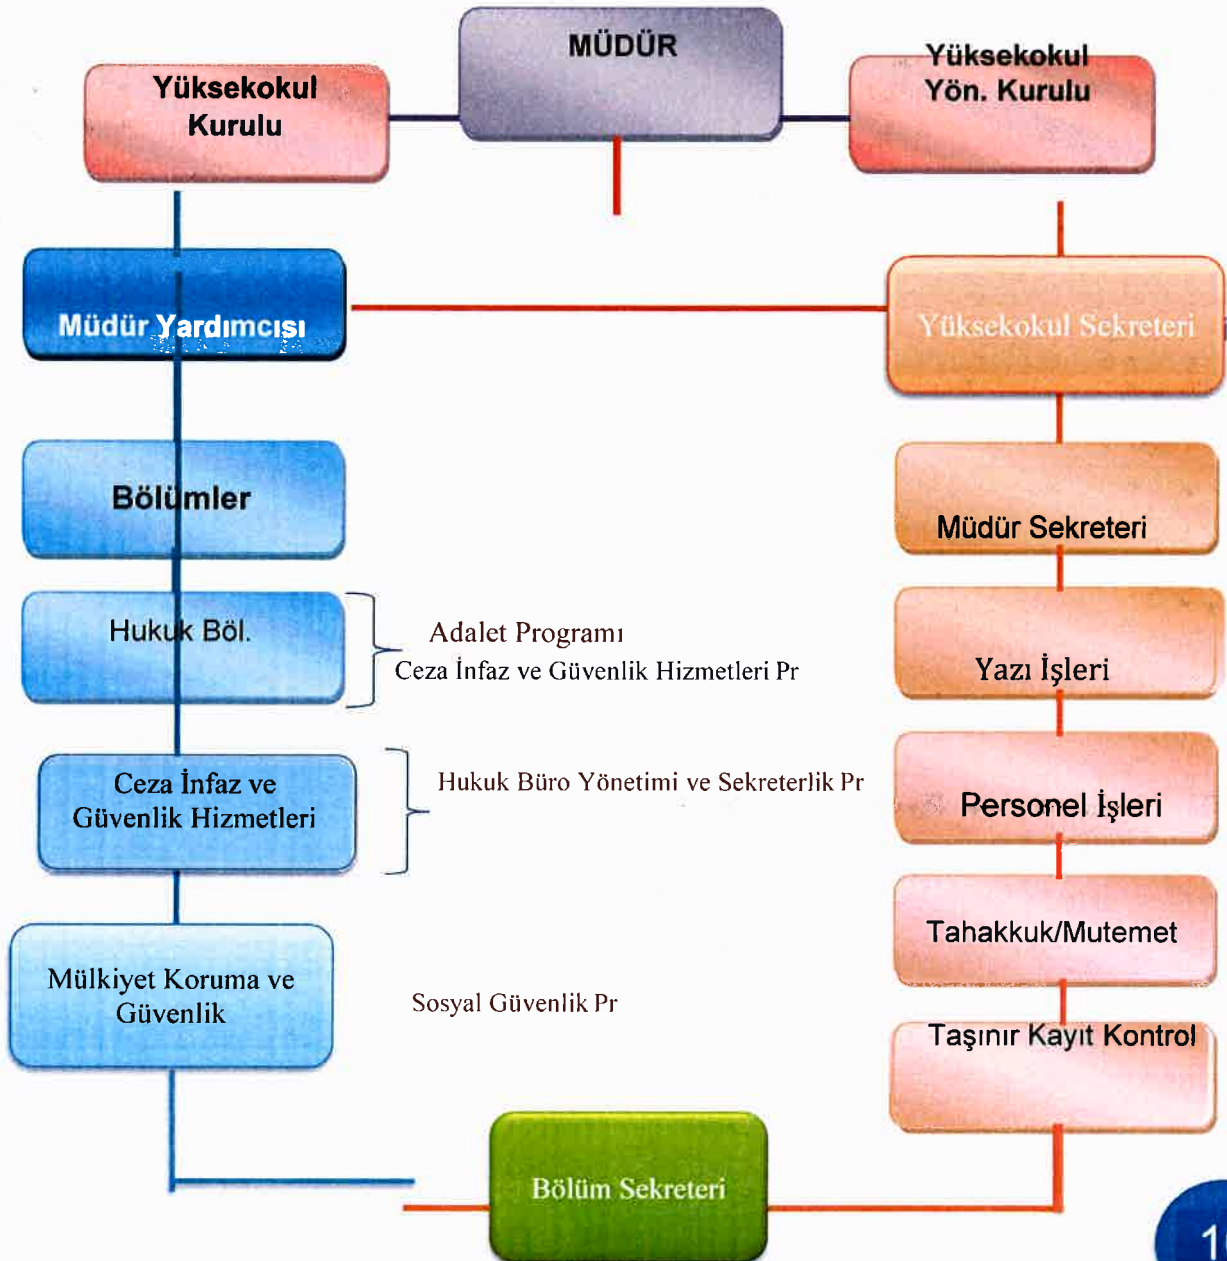 MÜDÜR
Yüksekokul
Kurulu
Yüksekokul
Yön. Kurulu
Müdür Yardımcısı
Yüksekokul Sekreteri
Bölümler
Müdür Sekreteri
Hukuk Böl.
Adalet Programı
Ceza İnfaz ve Güvenlik Hizmetleri Pr
Yazı İşleri
Ceza İnfaz ve
Güvenlik Hizmetleri
Hukuk Büro Yönetimi ve Sekreterlik Pr
Personel İşleri
Tahakkuk/Mutemet
Mülkiyet Koruma ve
Güvenlik
Sosyal Güvenlik Pr
Taşınır Kayıt Kontrol
Bölüm Sekreteri